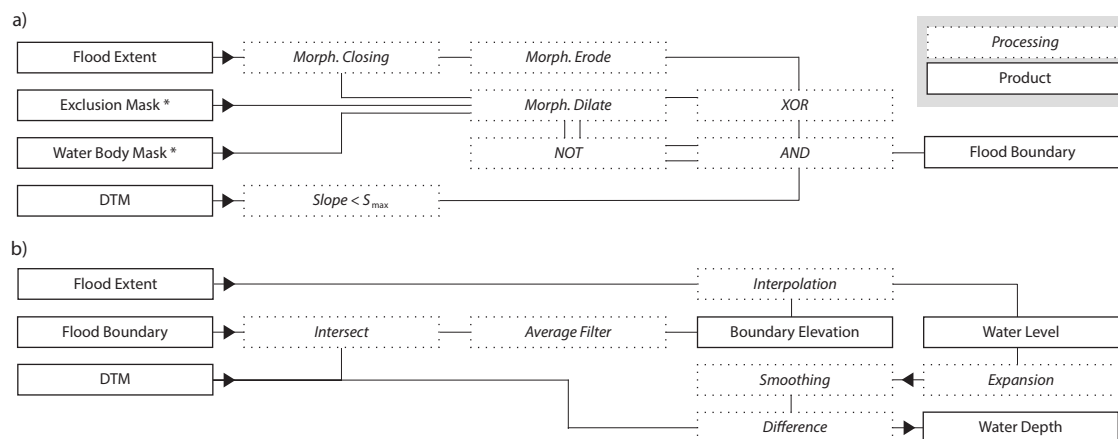 a)
Flood Extent
Morph. Closing
Morph. Erode
Processing
Product
Exclusion Mask *
Morph. Dilate
XOR
Water Body Mask *
NOT
AND
Flood Boundary
DTM
Slope < Smax
b)
Flood Extent
Interpolation
Flood Boundary
Intersect
Average Filter
Boundary Elevation
Water Level
DTM
Smoothing
Expansion
Difference
Water Depth